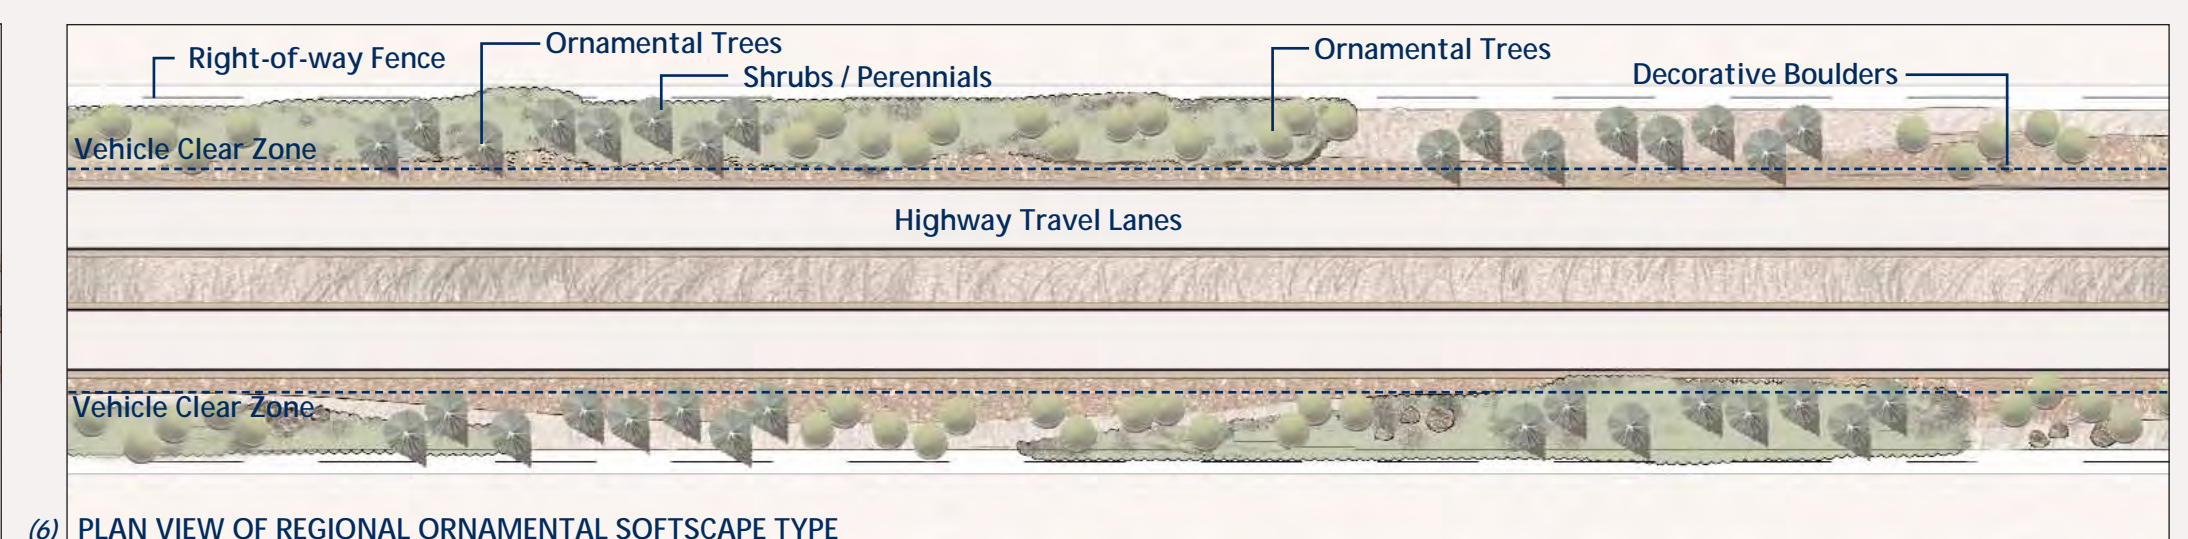 Right-of-way Fence
Ornamental Trees
Shrubs / Perennials
Ornamental Trees
Decorative Boulders
Vehicle Clear Zone
Highway Travel Lanes
Vehicle Clear Zone
(6) PLAN VIEW OF REGIONAL ORNAMENTAL SOFTSCAPE TYPE